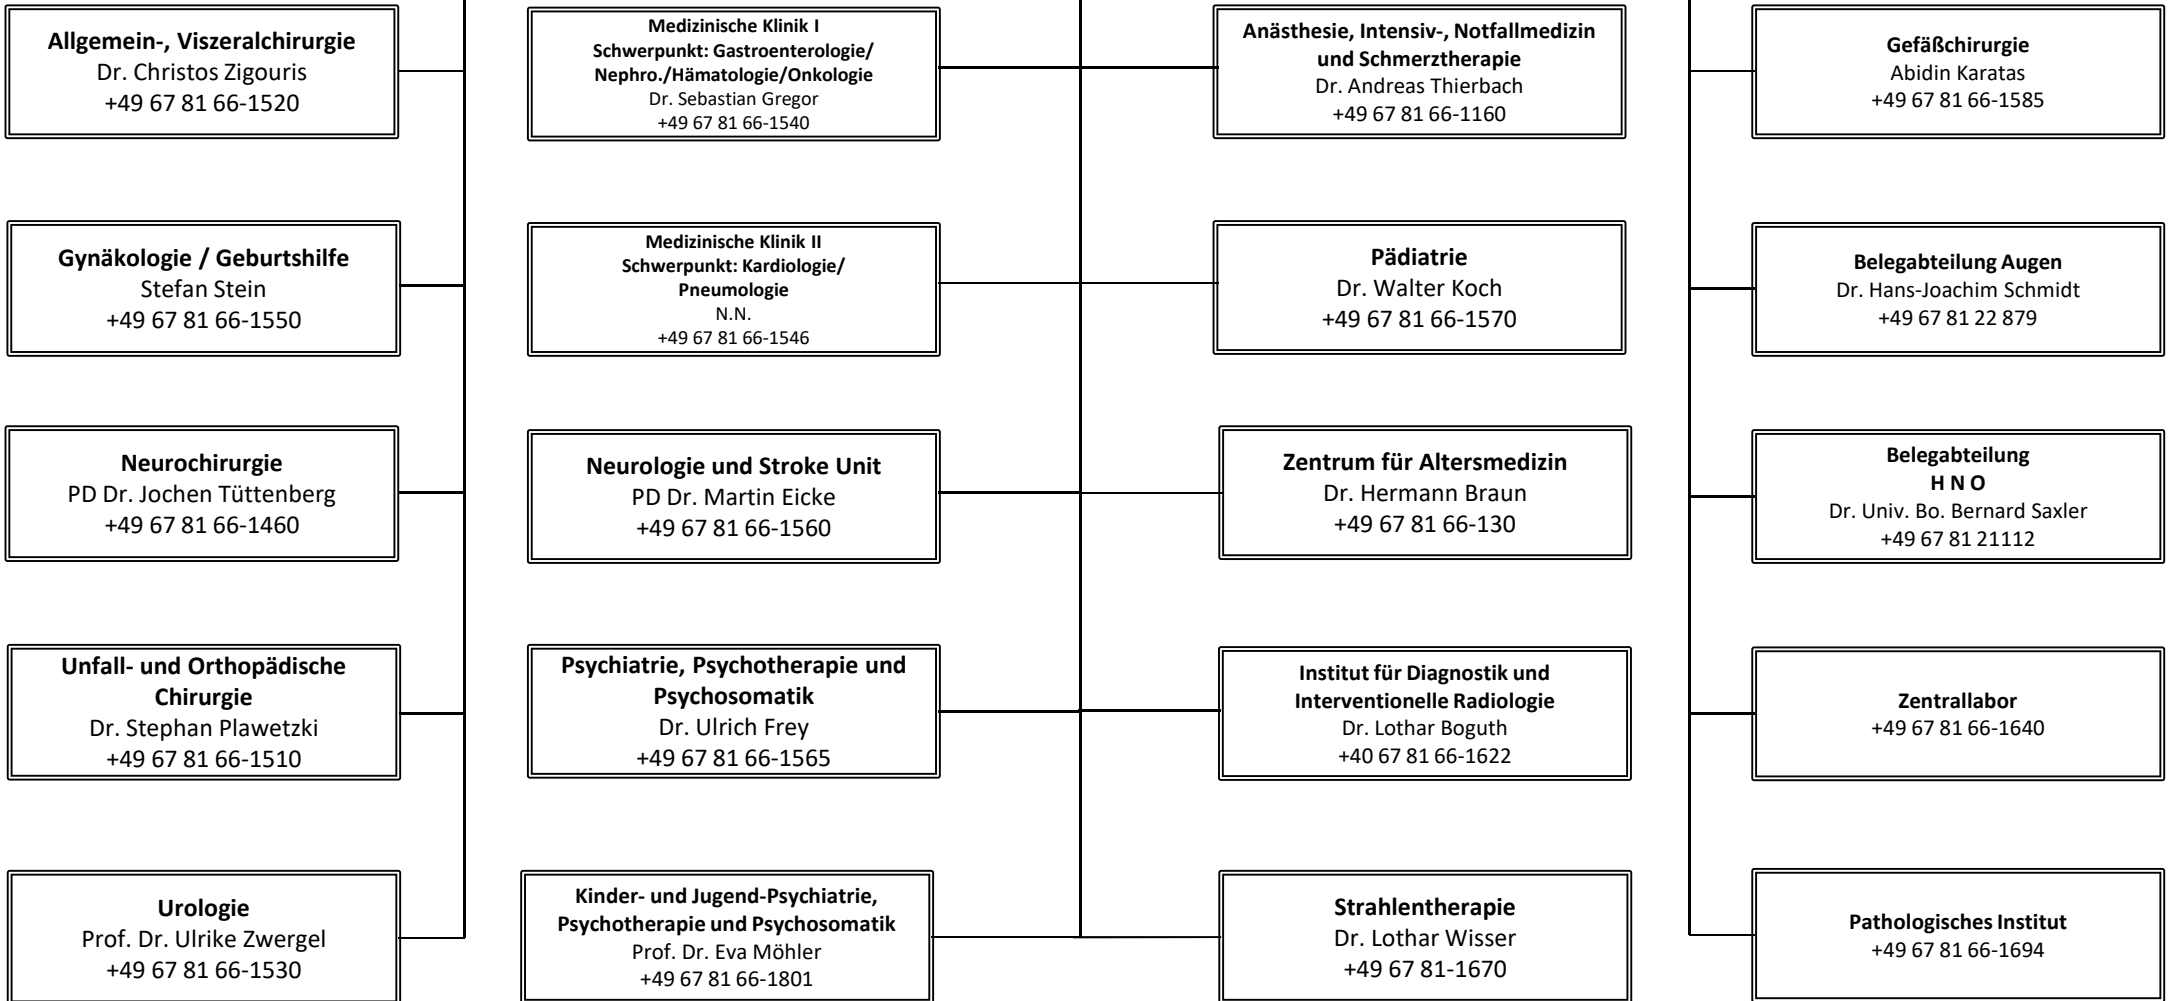 Allgemein-, Viszeralchirurgie
Dr. Christos Zigouris
+49 67 81 66-1520
Medizinische Klinik I
Schwerpunkt: Gastroenterologie/
Nephro./Hämatologie/Onkologie
Dr. Sebastian Gregor
+49 67 81 66-1540
Anästhesie, Intensiv-, Notfallmedizin
und Schmerztherapie
Dr. Andreas Thierbach
+49 67 81 66-1160
Gefäßchirurgie
Abidin Karatas
+49 67 81 66-1585
Gynäkologie / Geburtshilfe
Stefan Stein
+49 67 81 66-1550
Medizinische Klinik II
Schwerpunkt: Kardiologie/
Pneumologie
N.N.
+49 67 81 66-1546
Pädiatrie
Dr. Walter Koch
+49 67 81 66-1570
Belegabteilung Augen
Dr. Hans-Joachim Schmidt
+49 67 81 22 879
Neurochirurgie
PD Dr. Jochen Tüttenberg
+49 67 81 66-1460
Neurologie und Stroke Unit
PD Dr. Martin Eicke
+49 67 81 66-1560
Zentrum für Altersmedizin
Dr. Hermann Braun
+49 67 81 66-130
Belegabteilung
H N O
Dr. Univ. Bo. Bernard Saxler
+49 67 81 21112
Unfall- und Orthopädische
Chirurgie
Dr. Stephan Plawetzki
+49 67 81 66-1510
Psychiatrie, Psychotherapie und
Psychosomatik
Dr. Ulrich Frey
+49 67 81 66-1565
Institut für Diagnostik und
Interventionelle Radiologie
Dr. Lothar Boguth
+40 67 81 66-1622
Zentrallabor
+49 67 81 66-1640
Urologie
Prof. Dr. Ulrike Zwergel
+49 67 81 66-1530
Kinder- und Jugend-Psychiatrie,
Psychotherapie und Psychosomatik
Prof. Dr. Eva Möhler
+49 67 81 66-1801
Strahlentherapie
Dr. Lothar Wisser
+49 67 81-1670
Pathologisches Institut
+49 67 81 66-1694